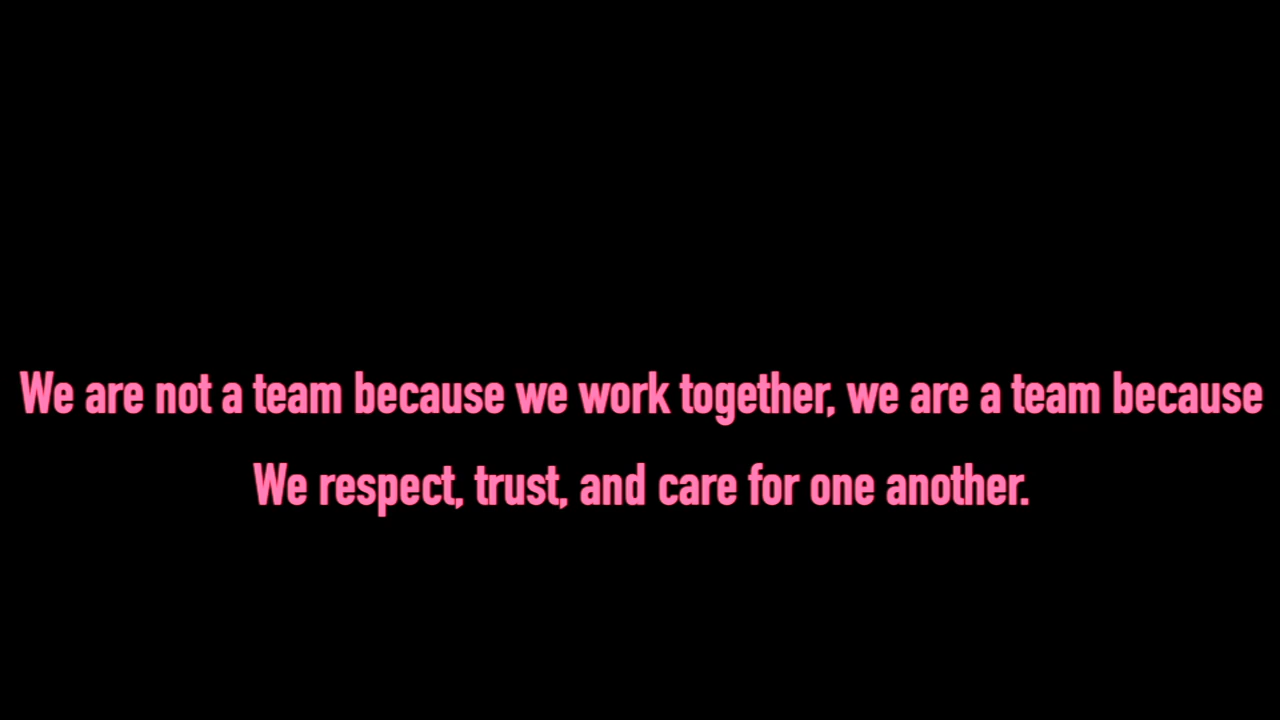 We are not a team because we work together, we are a team because
We respect, trust, and care for one another.